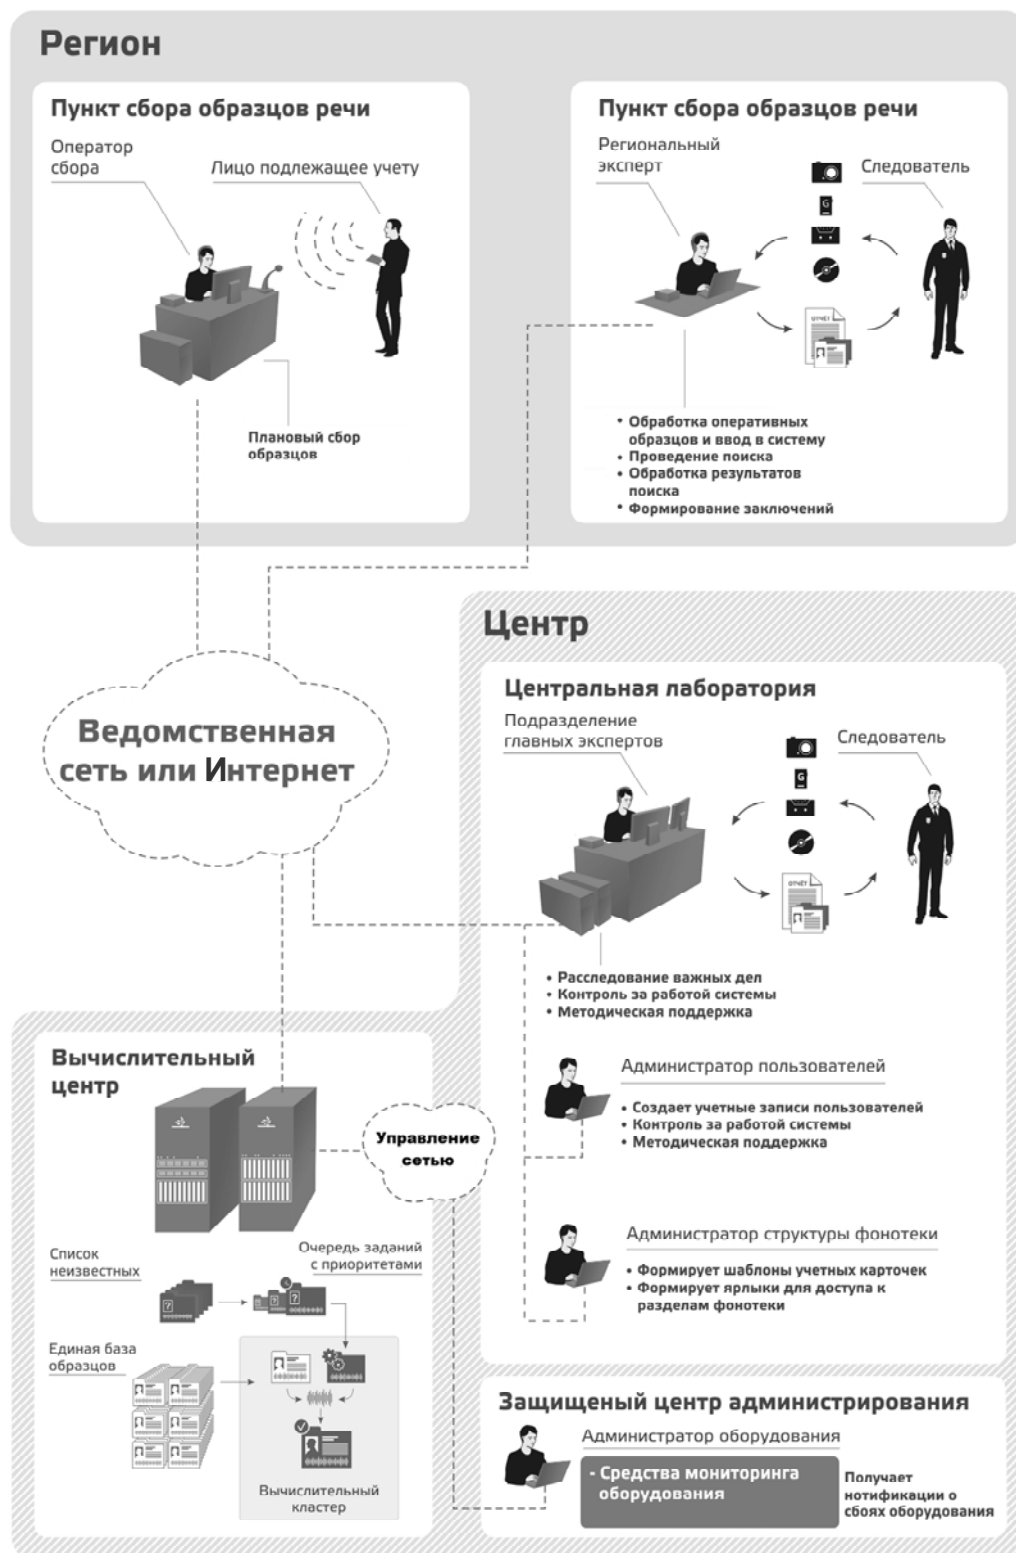 Регион
Пункт сбора образцов речи
Оператор
сбора
Лицо подлежащее учету
Плановый сбор
образцов
Пункт сбора образцов речи
Региональный
эксперт
Следователь
ОТЧЁТ
• Обработка оперативных
образцов и ввод в систему
• Проведение поиска
• Обработка результатов
поиска
• Формирование заключений
Ведомственная
сеть или Интернет
Центр
Центральная лаборатория
Подразделение
главных экспертов
Следователь
ОТЧЁТ
• Расследование важных дел
• Контроль за работой системы
• Методическая поддержка
Администратор пользователей
• Создает учетные записи пользователей
• Контроль за работой системы
• Методическая поддержка
Администратор структуры фонотеки
• Формирует шаблоны учетных карточек
• Формирует ярлыки для доступа к
разделам фонотеки
Вычислительный
центр
Управление
сетью
Список
неизвестных
Очередь заданий
с приоритетами
Единая база
образцов
Вычислительный
кластер
Защищеный центр администрирования
Администратор оборудования
- Средства мониторинга
оборудования
Получает
нотификации о
сбоях оборудования